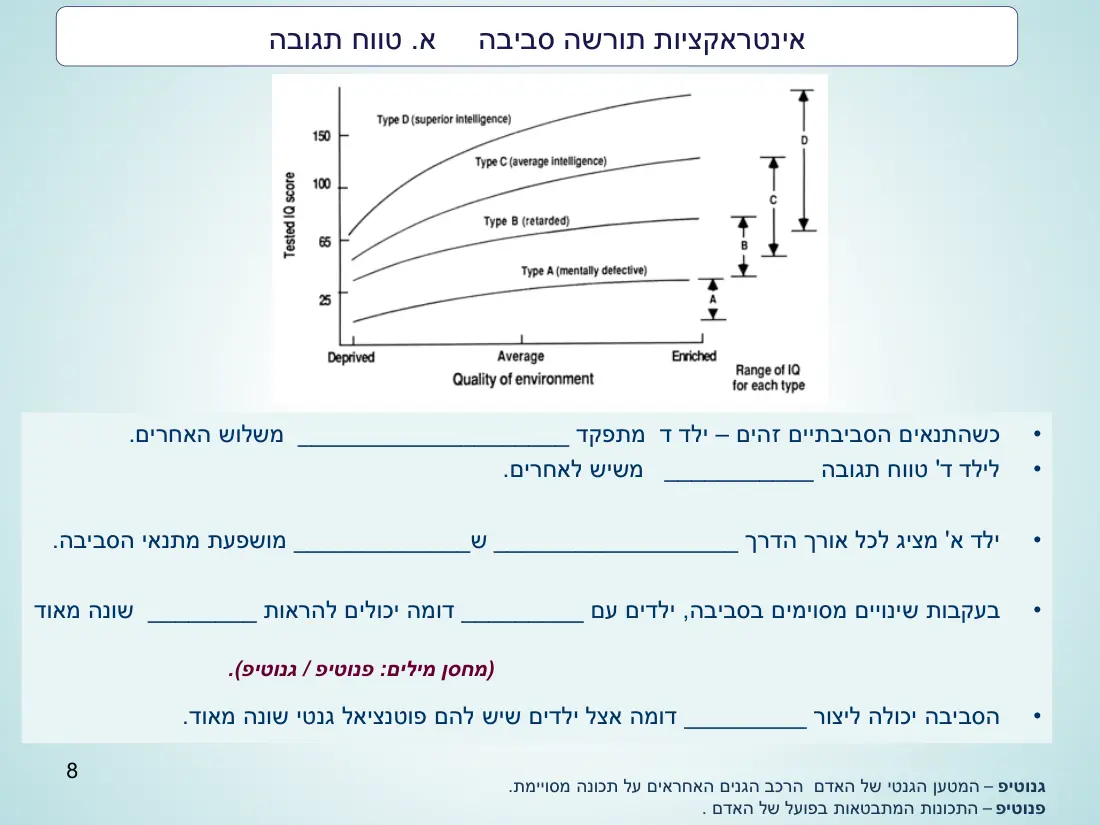 אינטראקציות תורשה סביבה א. טווח תגובה
Type D (superior intelligence)
150
D
Type C (average intelligence)
100
Tested IQ score
C
Type B (retarded)
65
B
Type A (mentally defective)
25
A
Deprived Average Enriched
Quality of environment
Range of IQ
for each type
• כשהתנאים הסביבתיים זהים – ילד ד מתפקד ____________________ משלוש האחרים.
• לילד ד' טווח תגובה ___________ משיש לאחרים.
• ילד א' מציג לכל אורך הדרך __________________ ש_____________ מושפעת מתנאי הסביבה.
• בעקבות שינויים מסוימים בסביבה, ילדים עם _________ דומה יכולים להראות ________ שונה מאוד
(מחסן מילים: פנוטיפ / גנוטיפ).
• הסביבה יכולה ליצור _________ דומה אצל ילדים שיש להם פוטנציאל גנטי שונה מאוד.
8
גנוטיפ – המטען הגנטי של האדם הרכב הגנים האחראים על תכונה מסויימת.
פנוטיפ – התכונות המתבטאות בפועל של האדם .